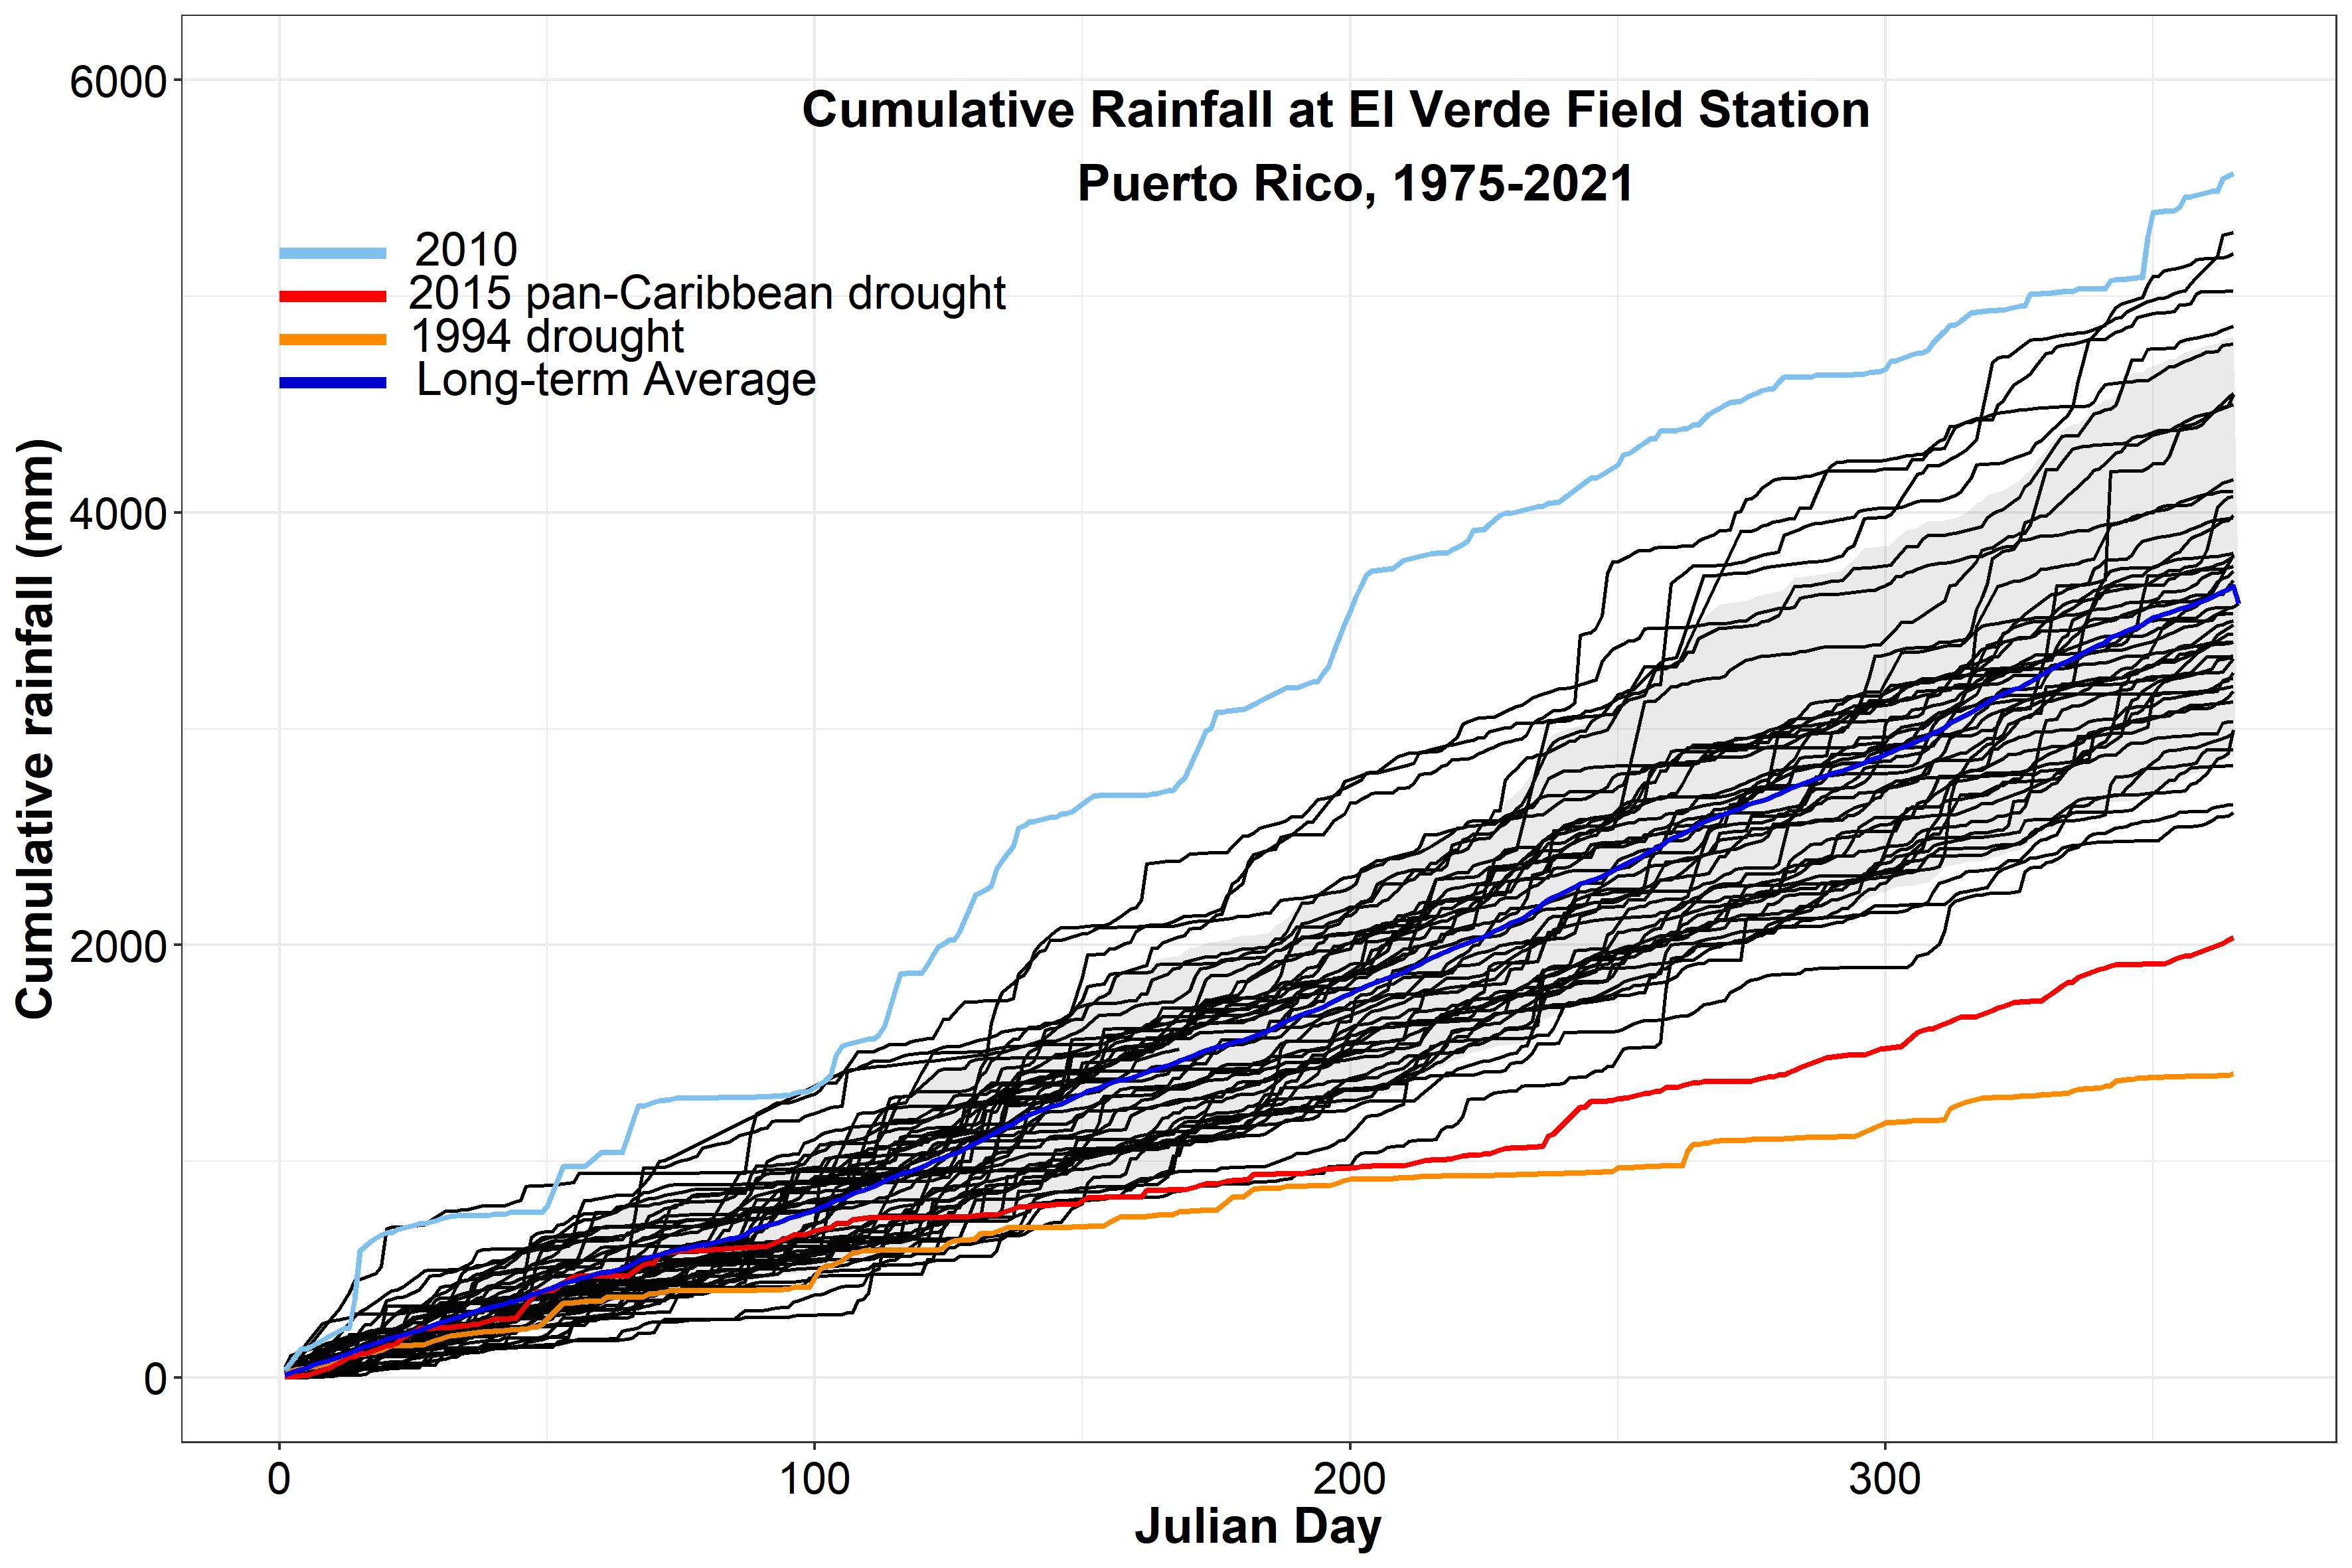 Cumulative Rainfall at El Verde Field Station
Puerto Rico, 1975-2021
2010
2015 pan-Caribbean drought
1994 drought
Long-term Average
Cumulative rainfall (mm)
6000
4000
2000
0
0 100 200 300
Julian Day